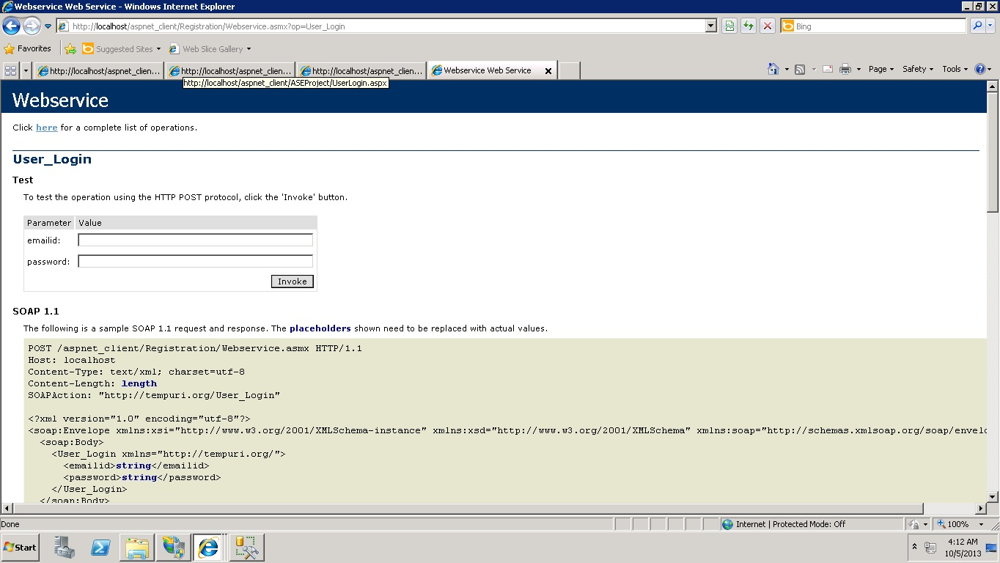 Webservice Web Service - Windows Internet Explorer
http://localhost/aspnet_client/Registration/Webservice.asmx?op=User_Login
Bing
Favorites
Suggested Sites
Web Slice Gallery
http://localhost/aspnet_clien...
http://localhost/aspnet_clien...
http://localhost/aspnet_clien...
Webservice Web Service
Page
Safety
Tools
http://localhost/aspnet_client/ASEProject/UserLogin.aspx
Webservice
Click here for a complete list of operations.
User_Login
Test
To test the operation using the HTTP POST protocol, click the 'Invoke' button.
Parameter Value
emailid:
password:
Invoke
SOAP 1.1
The following is a sample SOAP 1.1 request and response. The placeholders shown need to be replaced with actual values.
POST /aspnet_client/Registration/Webservice.asmx HTTP/1.1
Host: localhost
Content-Type: text/xml; charset=utf-8
Content-Length: length
SOAPAction: "http://tempuri.org/User_Login"
<?xml version="1.0" encoding="utf-8"?>
<soap:Envelope xmlns:xsi="http://www.w3.org/2001/XMLSchema-instance" xmlns:xsd="http://www.w3.org/2001/XMLSchema" xmlns:soap="http://schemas.xmlsoap.org/soap/envelo
<soap:Body>
<User_Login xmlns="http://tempuri.org/">
<emailid>string</emailid>
<password>string</password>
</User_Login>
</soap:Body>
Done
Internet | Protected Mode: Off
100%
Start
4:12 AM
10/5/2013